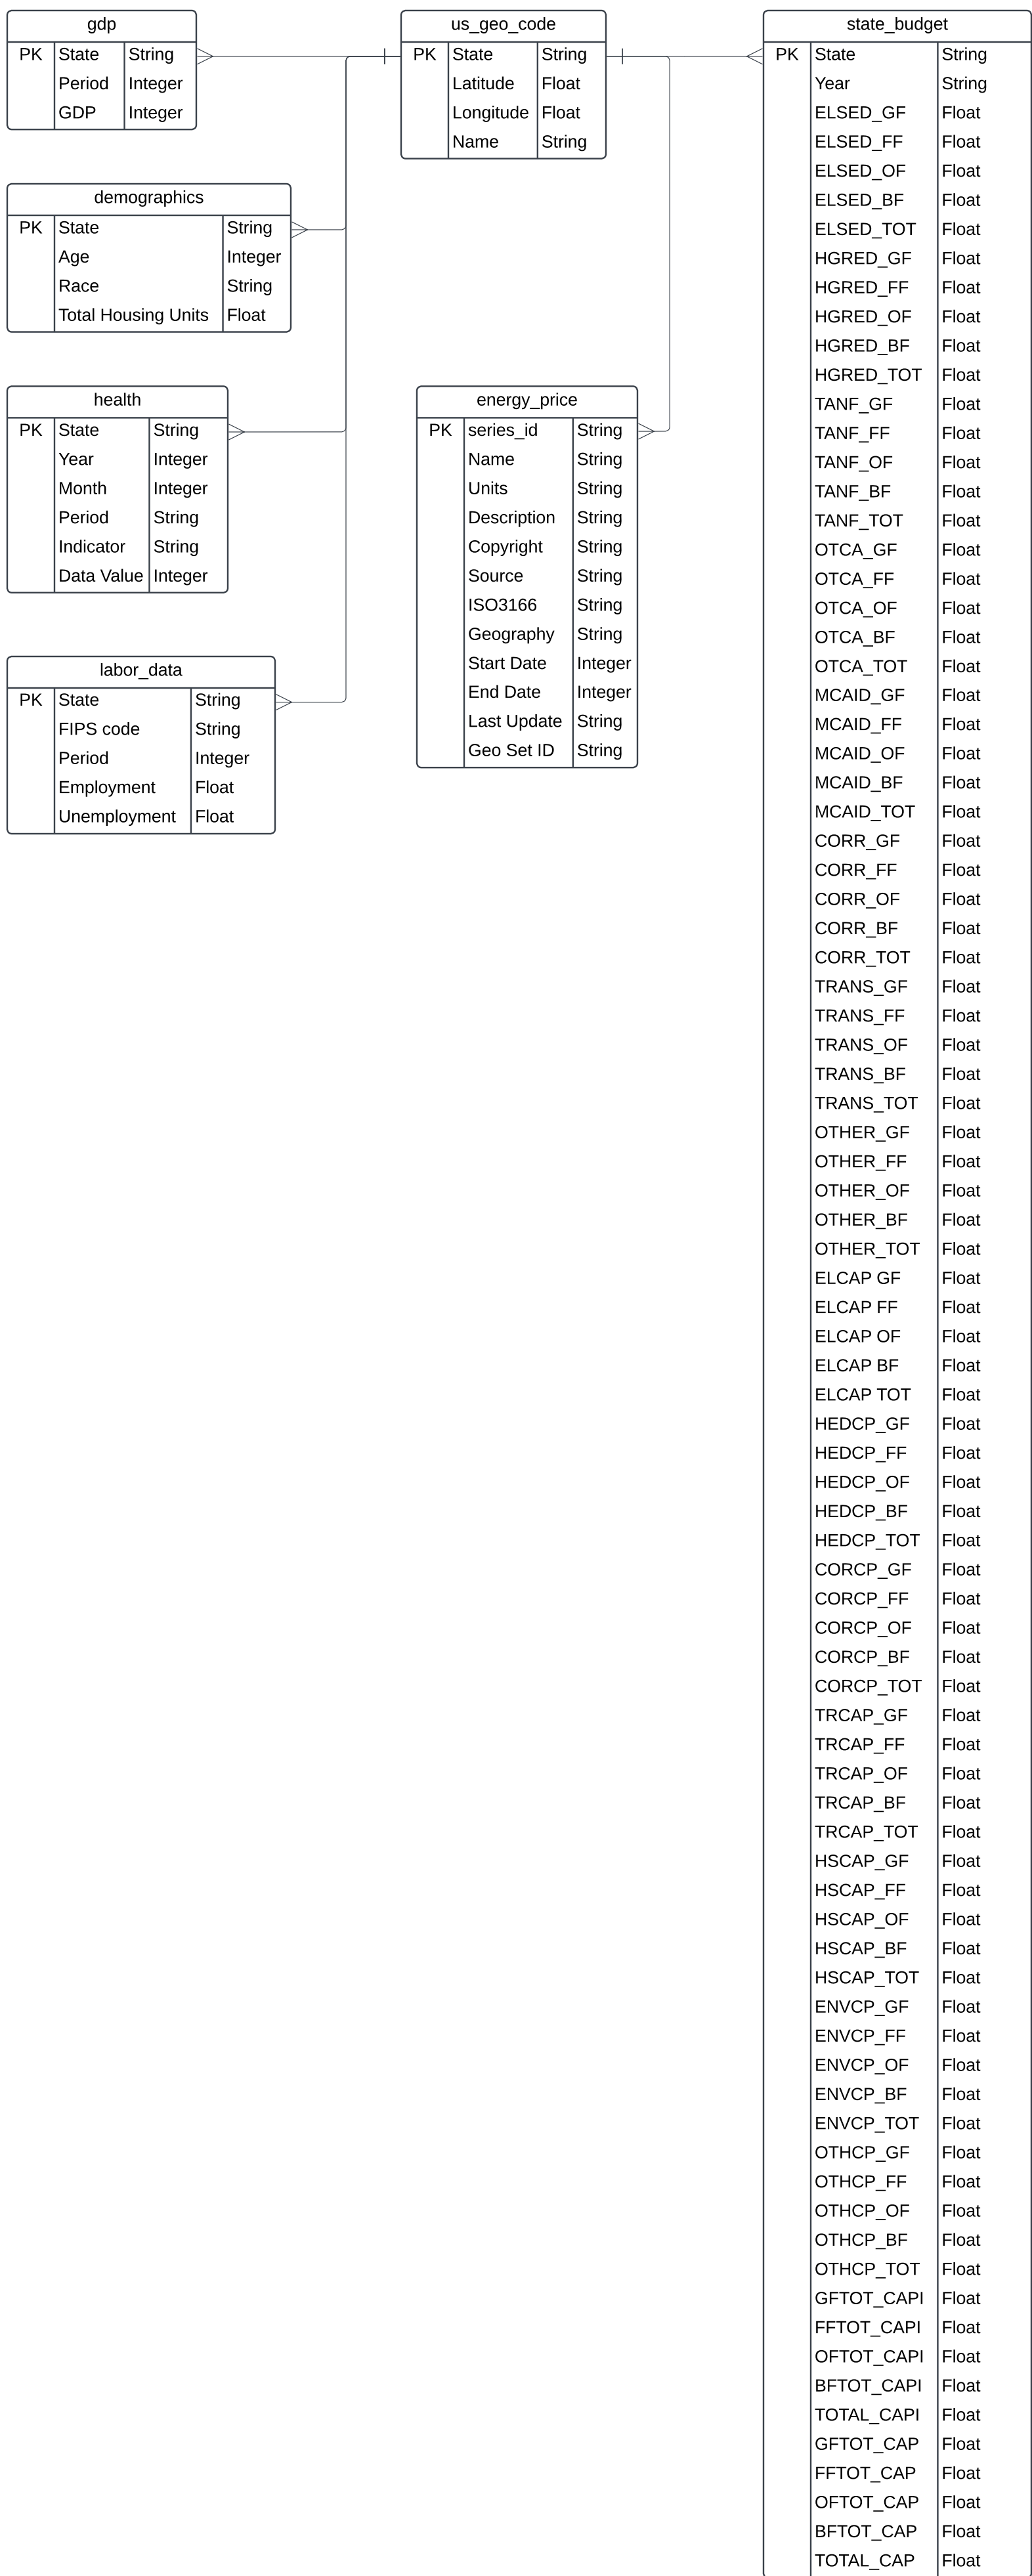 gdp
PK State String
Period Integer
GDP Integer
us_geo_code
PK State String
Latitude Float
Longitude Float
Name String
demographics
PK State String
Age Integer
Race String
Total Housing Units Float
health
PK State String
Year Integer
Month Integer
Period String
Indicator String
Data Value Integer
energy_price
PK series_id String
Name String
Units String
Description String
Copyright String
Source String
ISO3166 String
Geography String
Start Date Integer
End Date Integer
Last Update String
Geo Set ID String
labor_data
PK State String
FIPS code String
Period Integer
Employment Float
Unemployment Float
state_budget
PK State String
Year String
ELSED_GF Float
ELSED_FF Float
ELSED_OF Float
ELSED_BF Float
ELSED_TOT Float
HGRED_GF Float
HGRED_FF Float
HGRED_OF Float
HGRED_BF Float
HGRED_TOT Float
TANF_GF Float
TANF_FF Float
TANF_OF Float
TANF_BF Float
TANF_TOT Float
OTCA_GF Float
OTCA_FF Float
OTCA_OF Float
OTCA_BF Float
OTCA_TOT Float
MCAID_GF Float
MCAID_FF Float
MCAID_OF Float
MCAID_BF Float
MCAID_TOT Float
CORR_GF Float
CORR_FF Float
CORR_OF Float
CORR_BF Float
CORR_TOT Float
TRANS_GF Float
TRANS_FF Float
TRANS_OF Float
TRANS_BF Float
TRANS_TOT Float
OTHER_GF Float
OTHER_FF Float
OTHER_OF Float
OTHER_BF Float
OTHER_TOT Float
ELCAP GF Float
ELCAP FF Float
ELCAP OF Float
ELCAP BF Float
ELCAP TOT Float
HEDCP_GF Float
HEDCP_FF Float
HEDCP_OF Float
HEDCP_BF Float
HEDCP_TOT Float
CORCP_GF Float
CORCP_FF Float
CORCP_OF Float
CORCP_BF Float
CORCP_TOT Float
TRCAP_GF Float
TRCAP_FF Float
TRCAP_OF Float
TRCAP_BF Float
TRCAP_TOT Float
HSCAP_GF Float
HSCAP_FF Float
HSCAP_OF Float
HSCAP_BF Float
HSCAP_TOT Float
ENVCP_GF Float
ENVCP_FF Float
ENVCP_OF Float
ENVCP_BF Float
ENVCP_TOT Float
OTHCP_GF Float
OTHCP_FF Float
OTHCP_OF Float
OTHCP_BF Float
OTHCP_TOT Float
GFTOT_CAPI Float
FFTOT_CAPI Float
OFTOT_CAPI Float
BFTOT_CAPI Float
TOTAL_CAPI Float
GFTOT_CAP Float
FFTOT_CAP Float
OFTOT_CAP Float
BFTOT_CAP Float
TOTAL_CAP Float